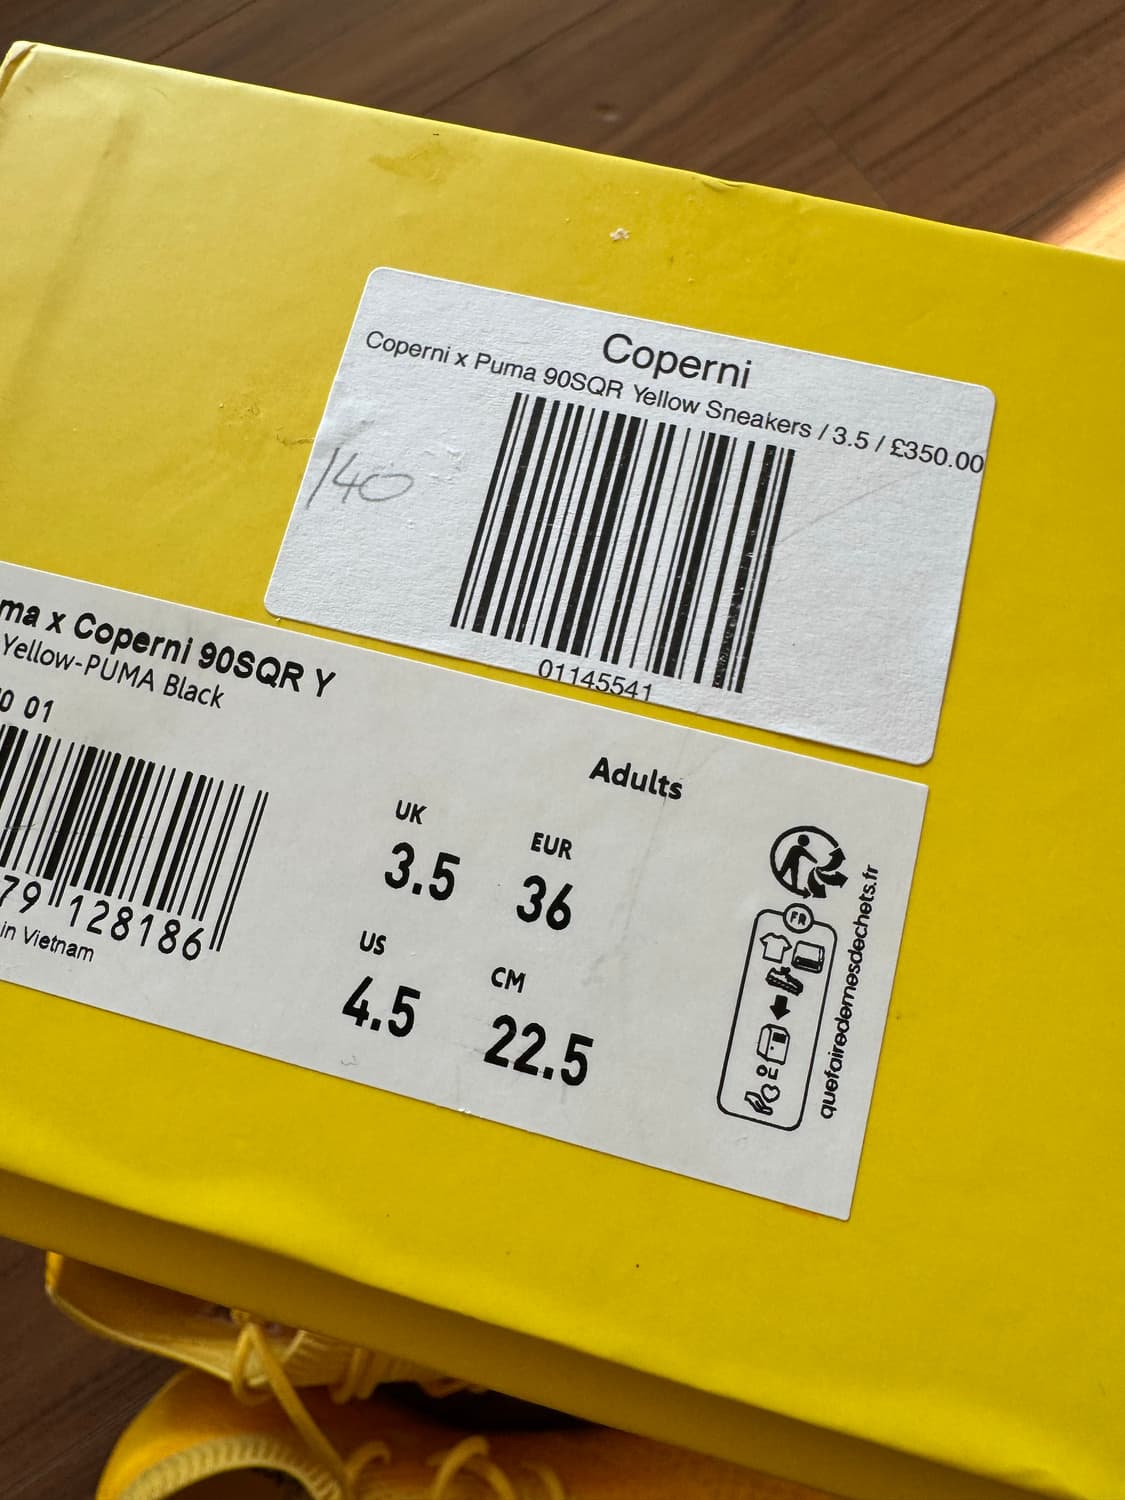 Coperni
Coperni x Puma 90SQR Yellow Sneakers / 3.5 / £350.00
140
01145541
ma x Coperni 90SQR Y
Yellow-PUMA Black
0 01
79 128186
in Vietnam
Adults
UK
3.5
EUR
36
US
4.5
CM
22.5
FR
OU
quefairedemesdechets.fr